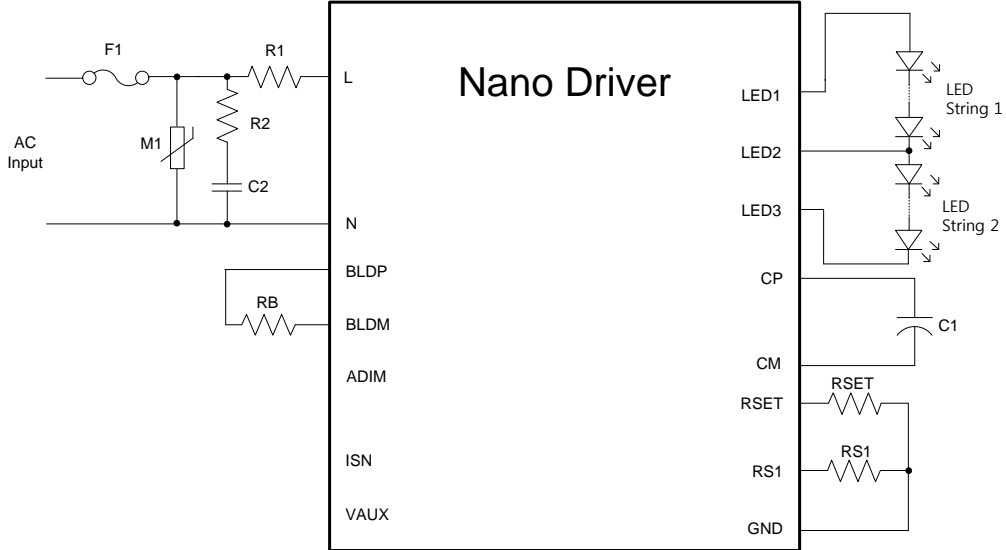 F1
R1
L
Nano Driver
LED1
LED
String 1
R2
M1
AC
Input
LED2
C2
LED3
LED
String 2
N
BLDP
CP
RB
BLDM
C1
CM
ADIM
RSET
RSET
RS1
ISN
RS1
VAUX
GND